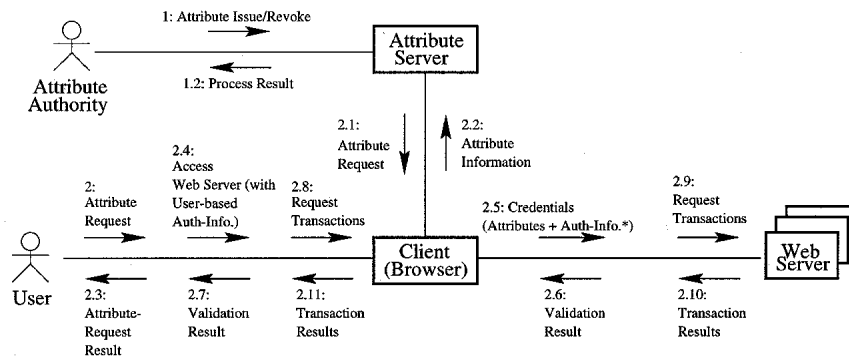 1: Attribute Issue/Revoke
Attribute
Authority
1.2: Process Result
Attribute
Server
2.1:
Attribute
Request
2.2:
Attribute
Information
2:
Attribute
Request
2.4:
Access
Web Server (with
User-based
Auth-Info.)
2.8:
Request
Transactions
2.5: Credentials
(Attributes + Auth-Info.*)
2.9:
Request
Transactions
User
Client
(Browser)
Web
Server
2.3:
Attribute-
Request
Result
2.7:
Validation
Result
2.11:
Transaction
Results
2.6:
Validation
Result
2.10:
Transaction
Results